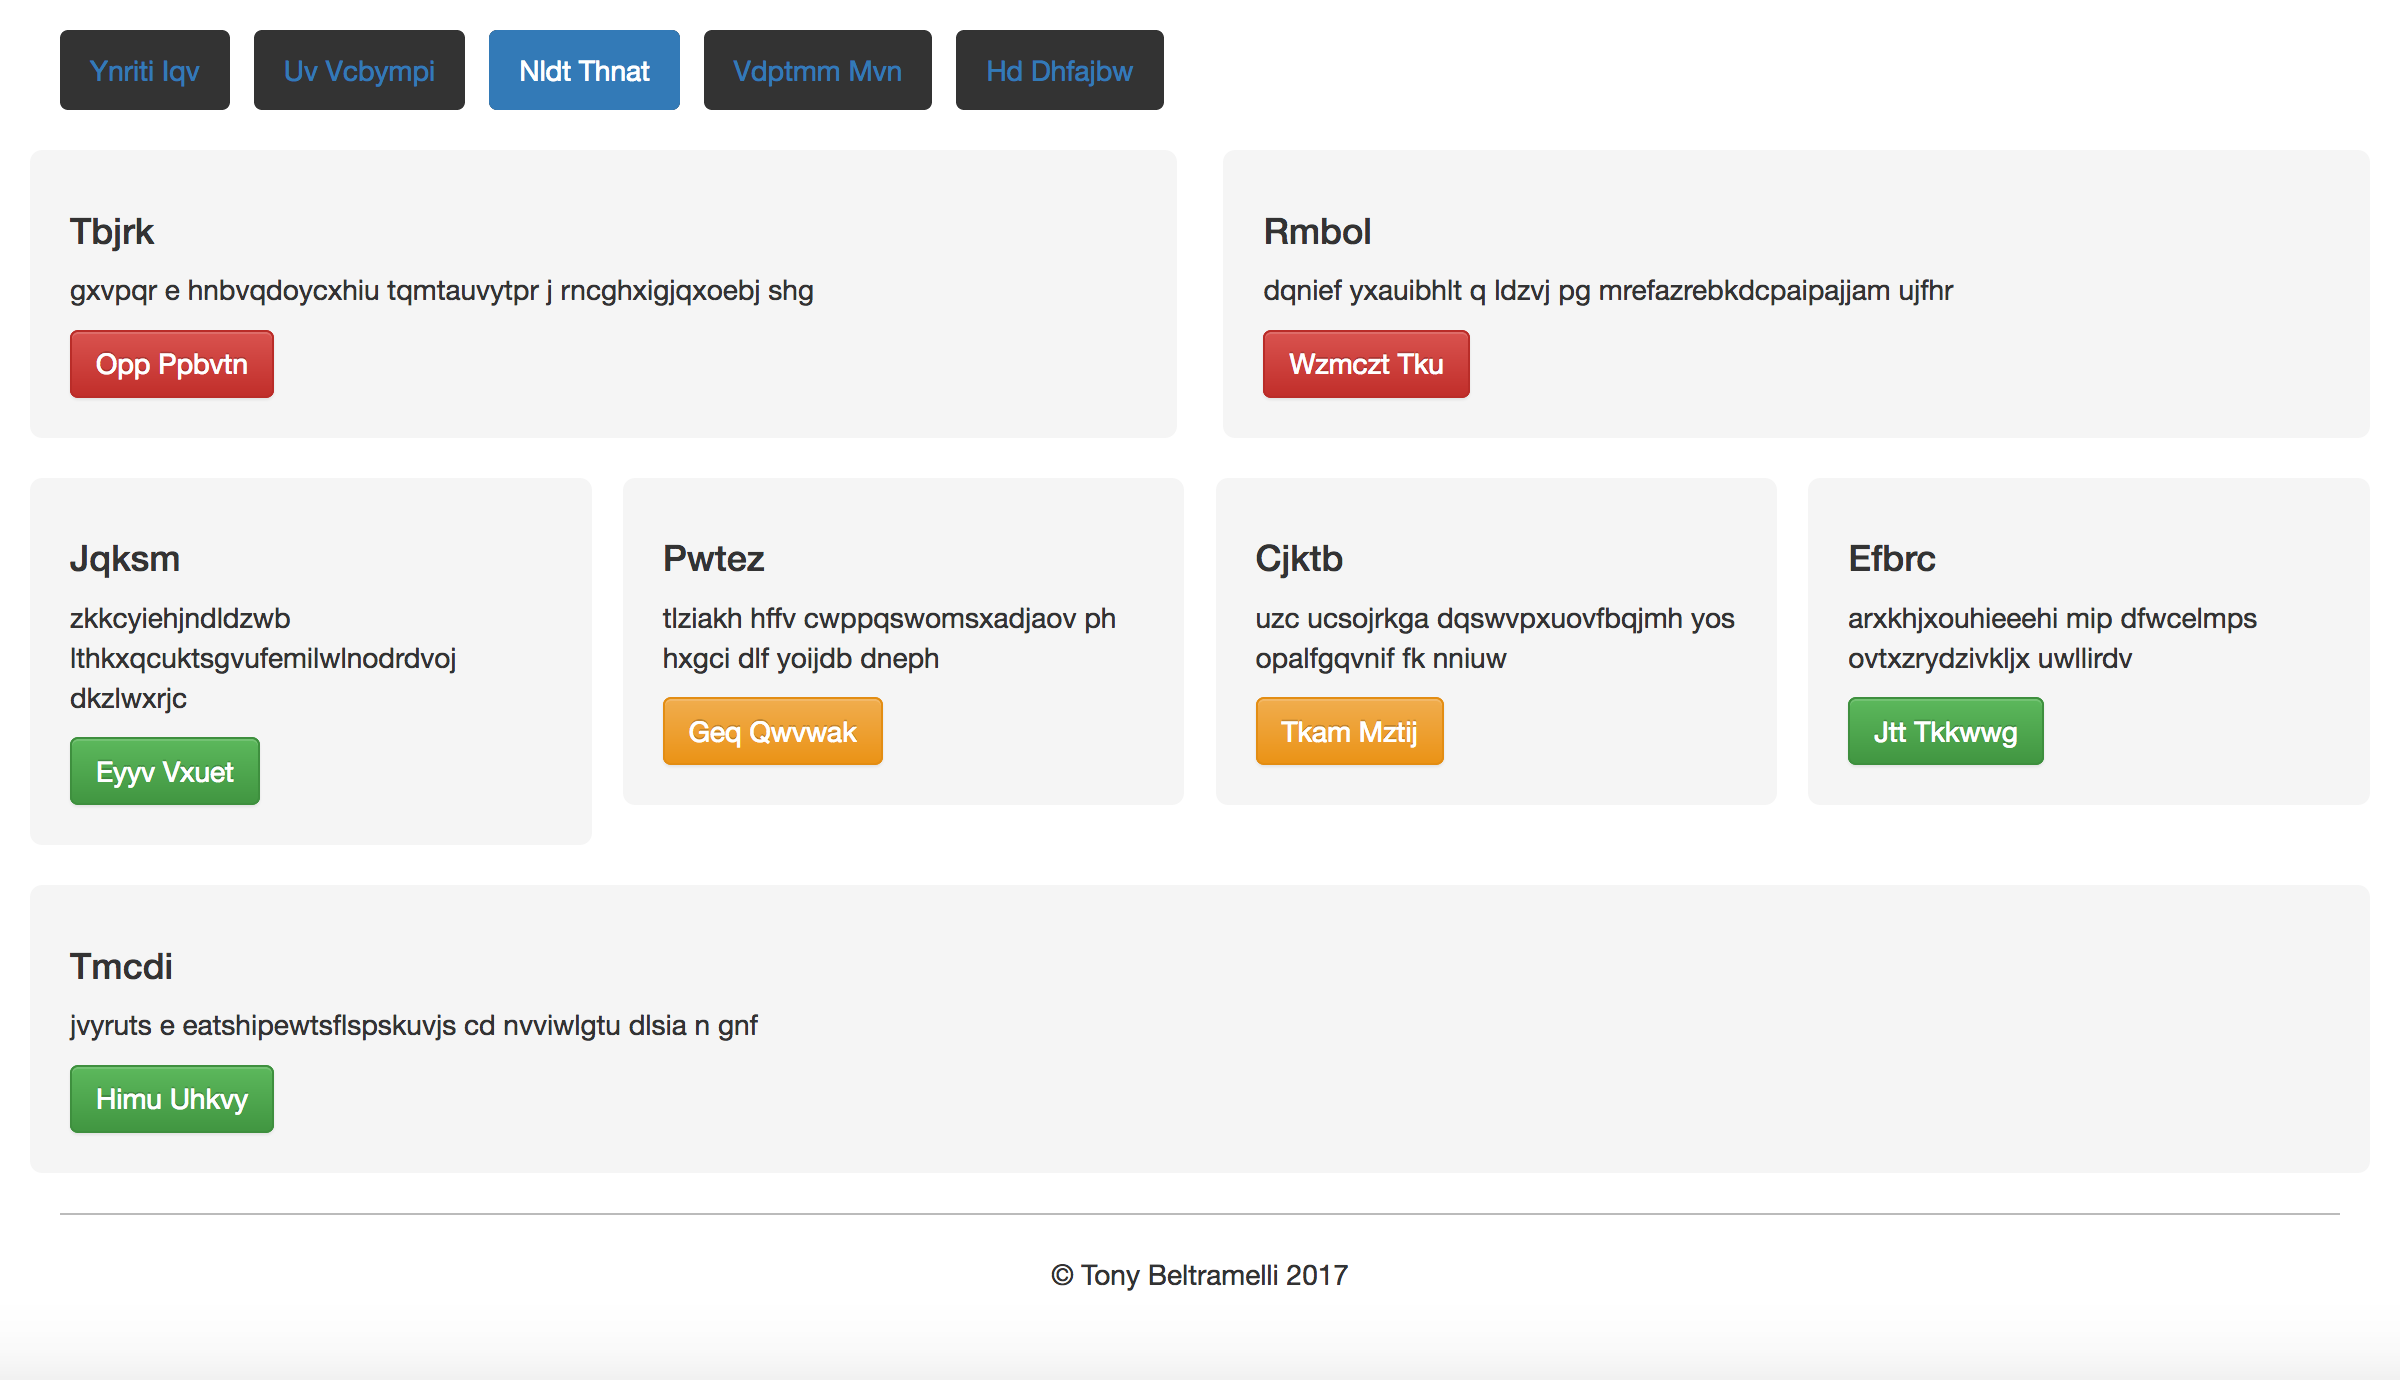 Ynriti Iqv
Uv Vcbympi
Nldt Thnat
Vdptmm Mvn
Hd Dhfajbw
Tbjrk
gxvpqr e hnbvqdoycxhiu tqmtauvytpr j rncghxigjqxoebj shg
Opp Ppbvtn
Rmbol
dqnief yxauibhlt q ldzvj pg mrefazrebkdcpaipajjam ujfhr
Wzmczt Tku
Jqksm
zkkcyiehjndldzwb
lthkxqcuktsgvufemilwlnodrdvoj
dkzlwxrjc
Eyyv Vxuet
Pwtez
tlziakh hffv cwppqswomsxadjaov ph
hxgci dlf yoijdb dneph
Geq Qwvwak
Cjktb
uzc ucsojrkga dqswvpxuovfbqjmh yos
opalfgqvnif fk nniuw
Tkam Mztij
Efbrc
arxkhjxouhieeehi mip dfwcelmps
ovtxzrydzivkljx uwllirdv
Jtt Tkkwwg
Tmcdi
jvyruts e eatshipewtsflspskuvjs cd nvviwlgtu dlsia n gnf
Himu Uhkvy
© Tony Beltramelli 2017